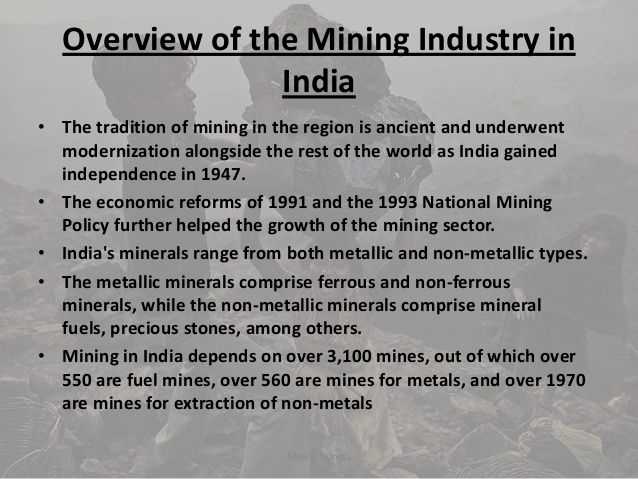 Overview of the Mining Industry in
India
• The tradition of mining in the region is ancient and underwent
modernization alongside the rest of the world as India gained
independence in 1947.
• The economic reforms of 1991 and the 1993 National Mining
Policy further helped the growth of the mining sector.
• India's minerals range from both metallic and non-metallic types.
• The metallic minerals comprise ferrous and non-ferrous
minerals, while the non-metallic minerals comprise mineral
fuels, precious stones, among others.
• Mining in India depends on over 3,100 mines, out of which over
550 are fuel mines, over 560 are mines for metals, and over 1970
are mines for extraction of non-metals
Mining in India